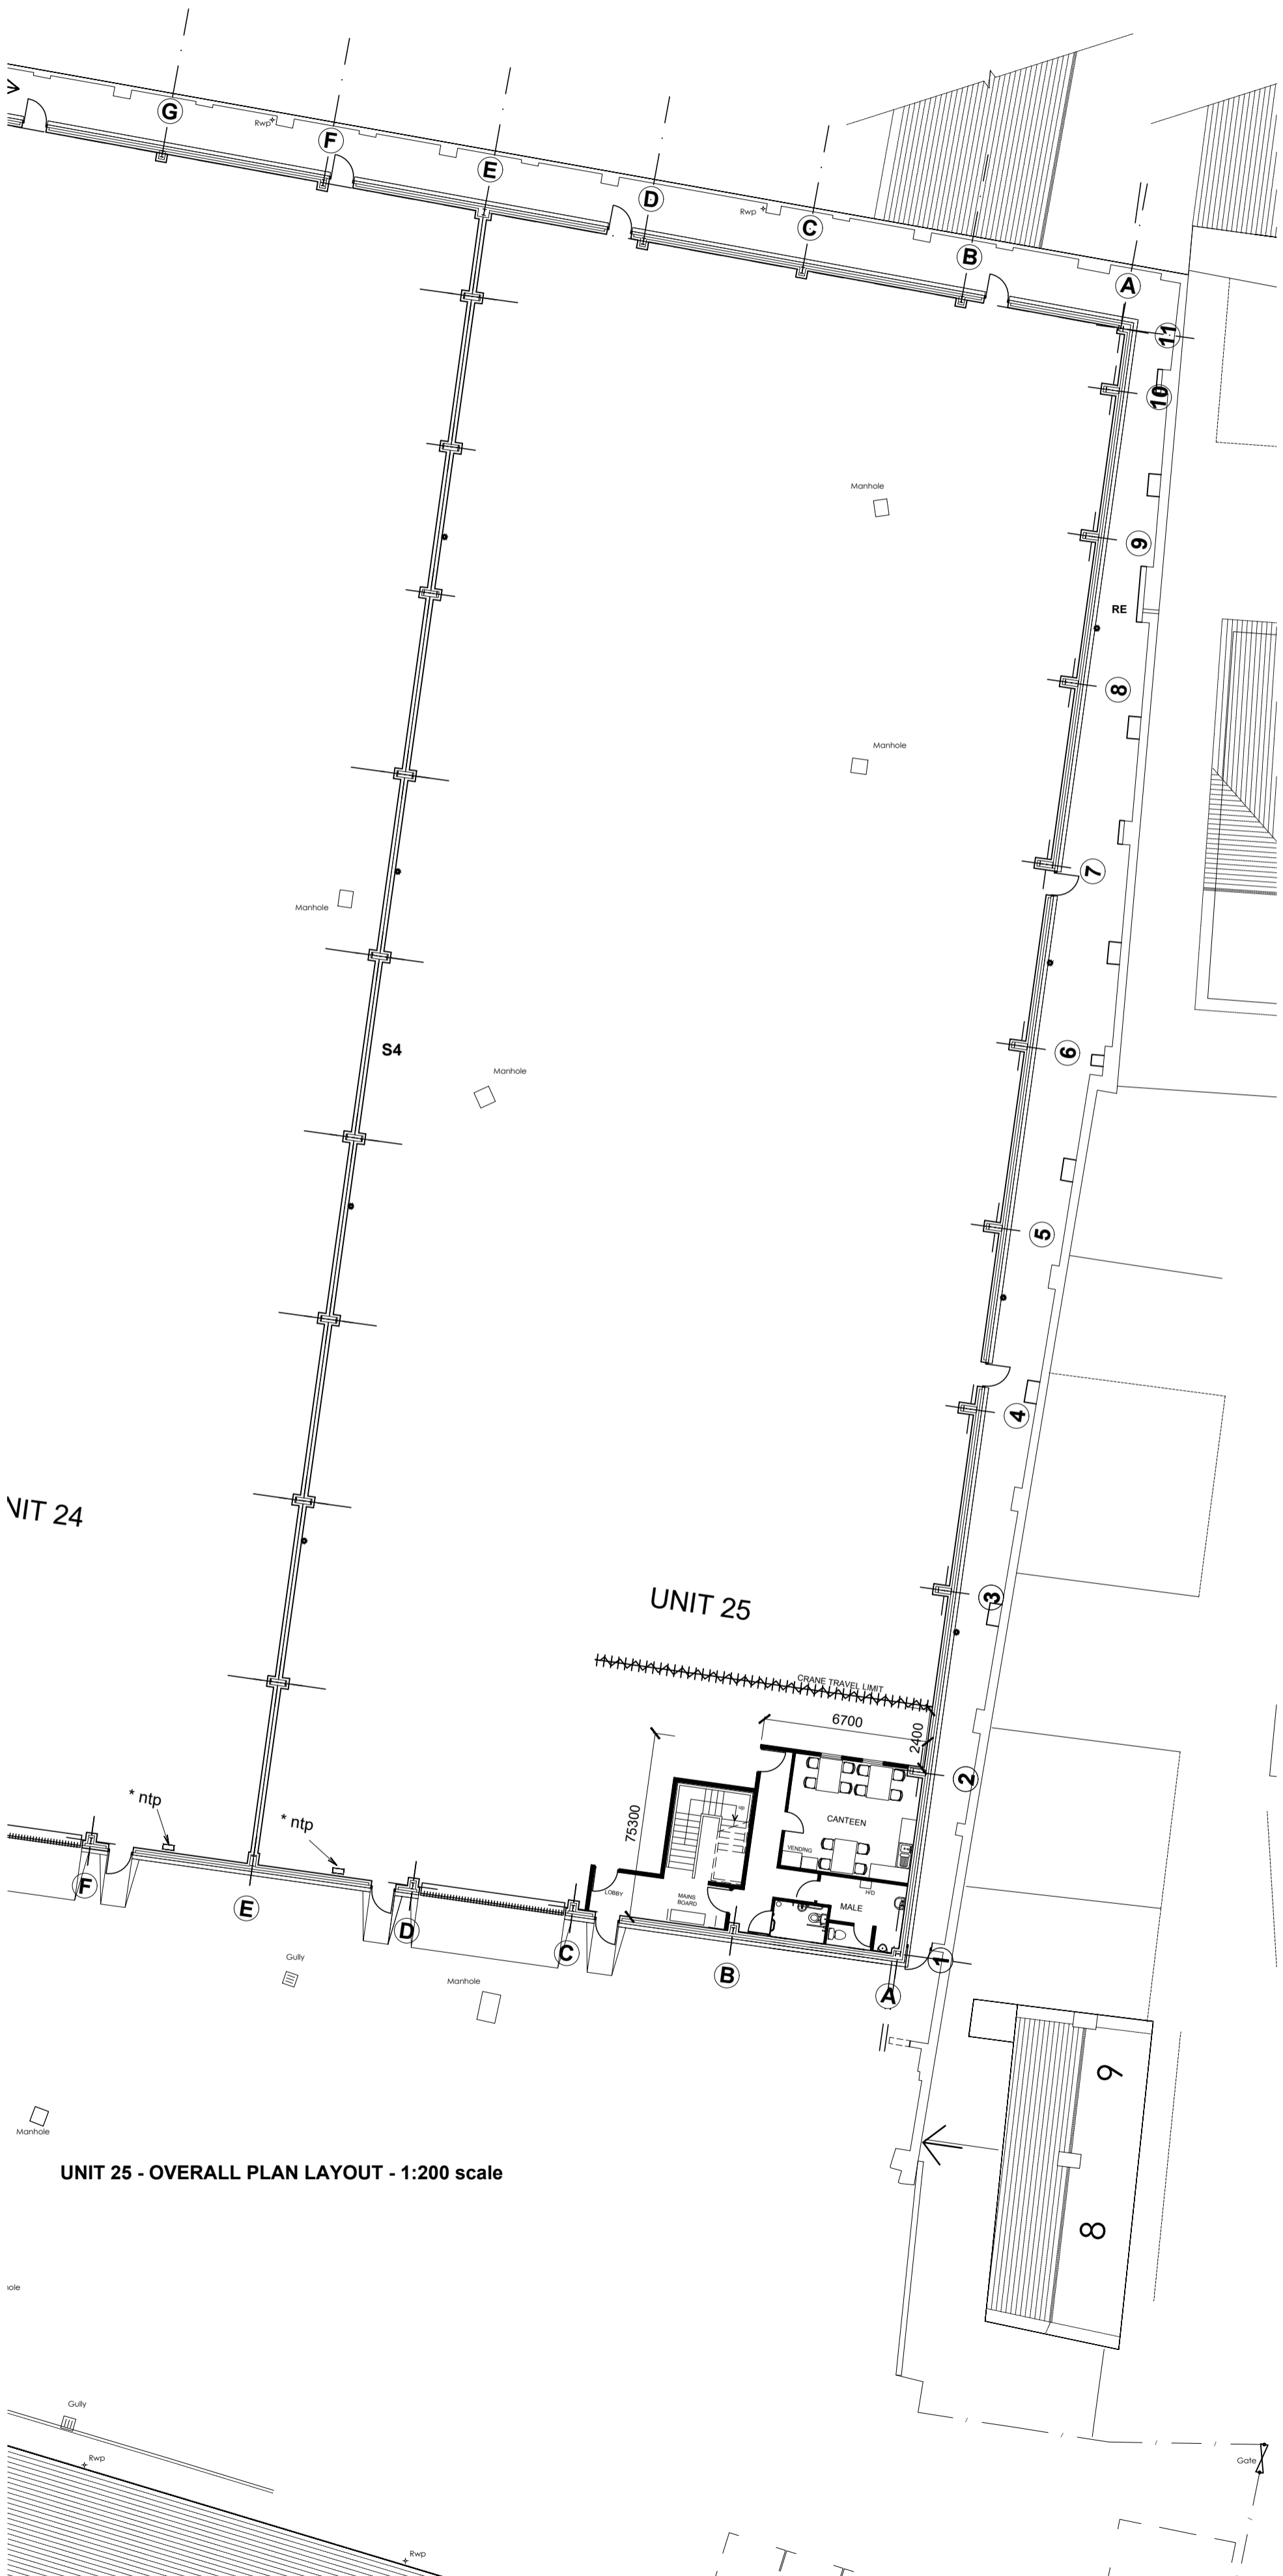 G
Rwp
F
E
D
Rwp
C
B
A
11
10
Manhole
9
RE
8
Manhole
7
Manhole
S4
6
Manhole
5
4
NIT 24
3
UNIT 25
CRANE TRAVEL LIMIT
6700
2400
2
* ntp
* ntp
75300
up
CANTEEN
VENDING
F
E
D
C
LOBBY
MAINS
BOARD
H/D
MALE
B
A
1
Gully
Manhole
9
Manhole
UNIT 25 - OVERALL PLAN LAYOUT - 1:200 scale
8
hole
Gully
Rwp
Gate
Rwp